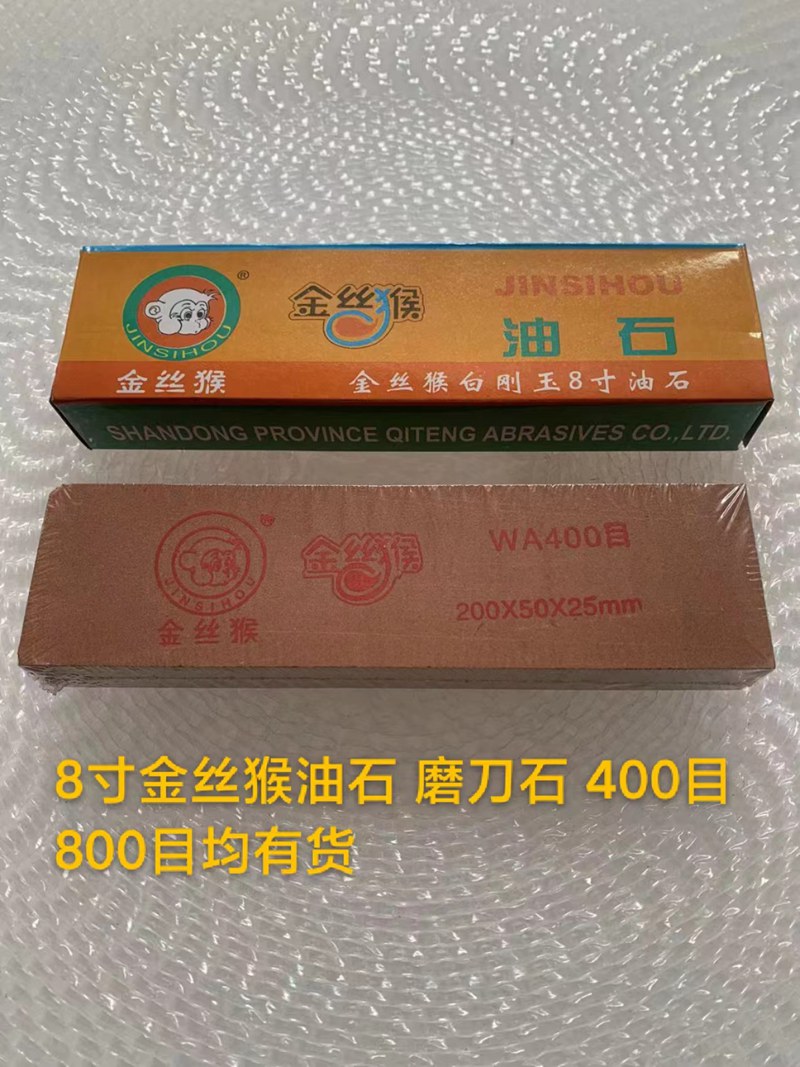 JINSIHOU
®
金丝猴
金丝猴
JINSIHOU
油石
金丝猴白刚玉8寸油石
SHANDONG PROVINCE QITENG ABRASIVES CO.,LTD.
JINSIHOU
金丝猴
金丝猴
WA400目
200X50X25mm
8寸金丝猴油石 磨刀石 400目
800目均有货